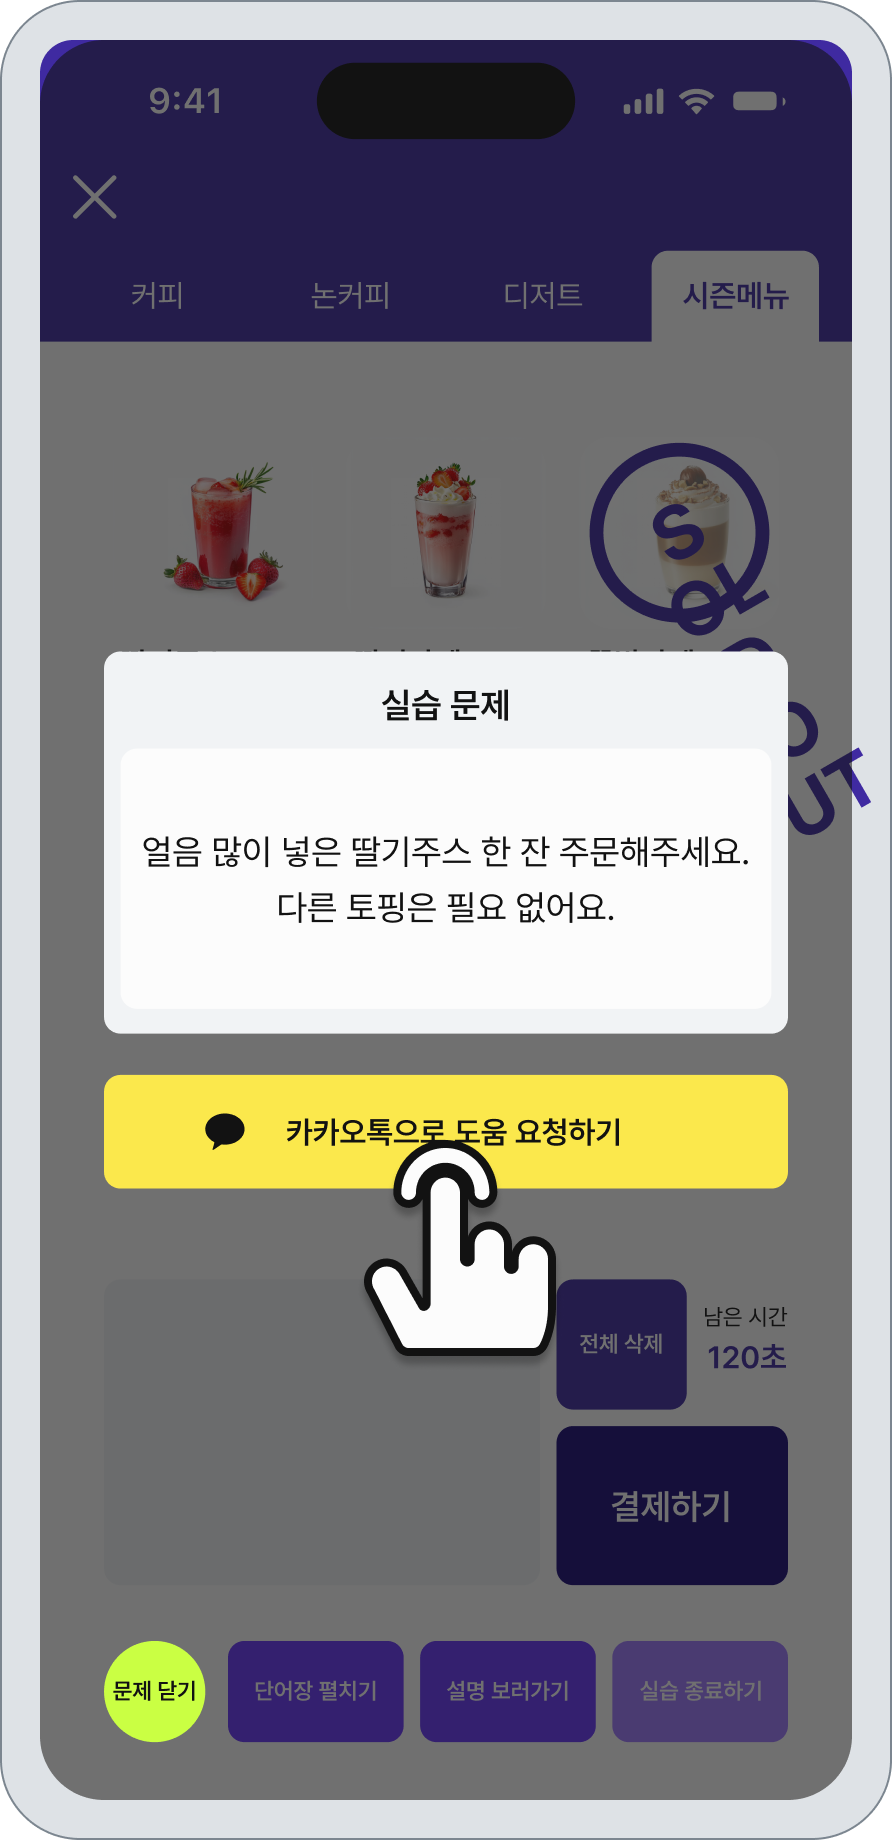 9:41
커피
논커피
디저트
시즌메뉴
SOLD OUT
실습 문제
얼음 많이 넣은 딸기주스 한 잔 주문해주세요.
다른 토핑은 필요 없어요.
카카오톡으로 도움 요청하기
전체 삭제
남은 시간
120초
결제하기
문제 닫기
단어장 펼치기
설명 보러가기
실습 종료하기